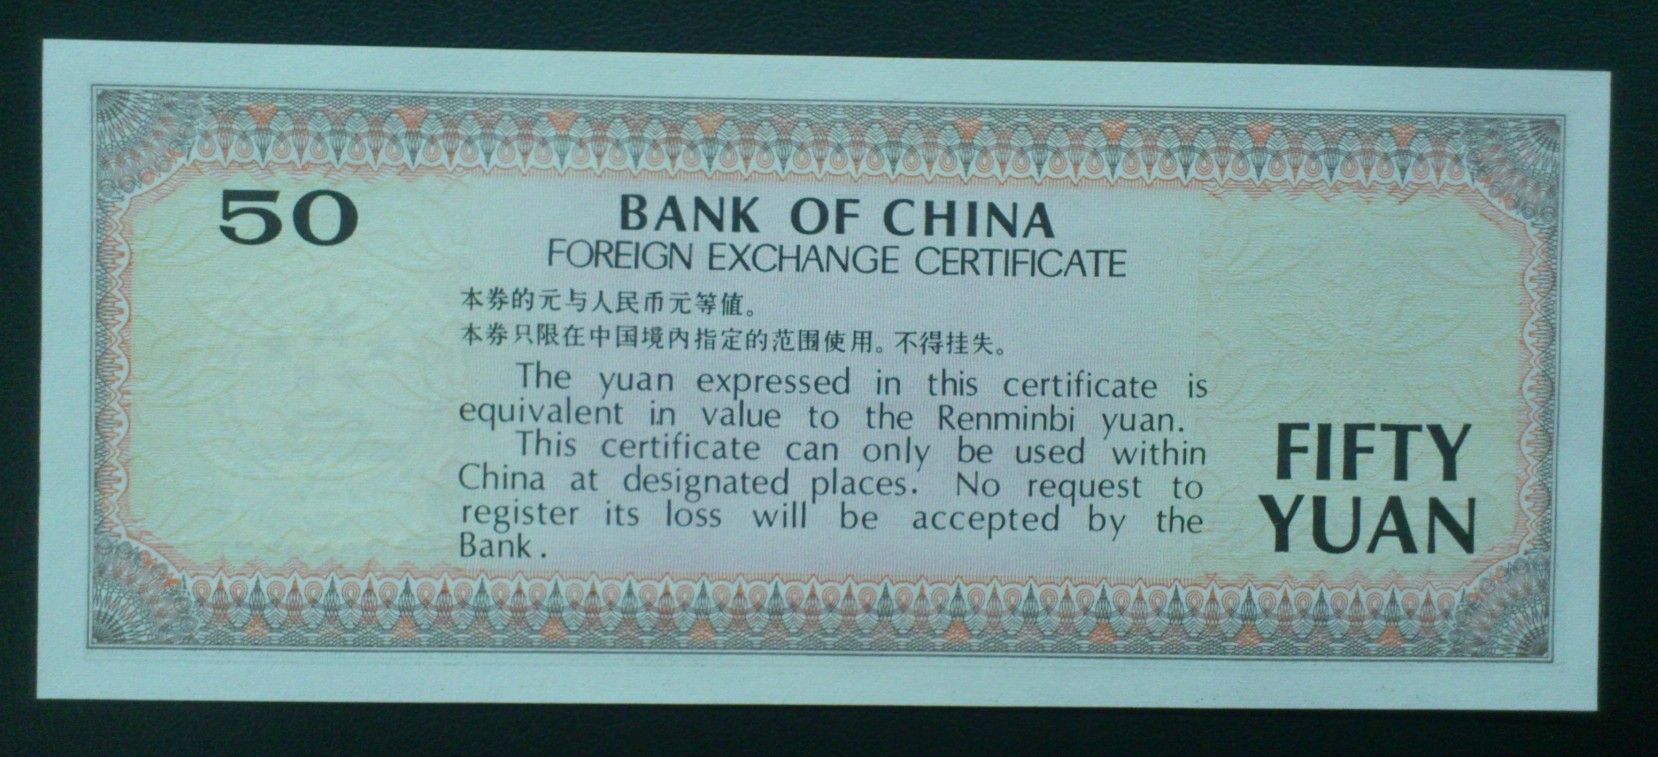 50
BANK OF CHINA
FOREIGN EXCHANGE CERTIFICATE
本券的元与人民币元等值。
本券只限在中国境内指定的范围使用。不得挂失。
The yuan expressed in this certificate is
equivalent in value to the Renminbi yuan.
This certificate can only be used within
China at designated places. No request to
register its loss will be accepted by the
Bank.
FIFTY
YUAN